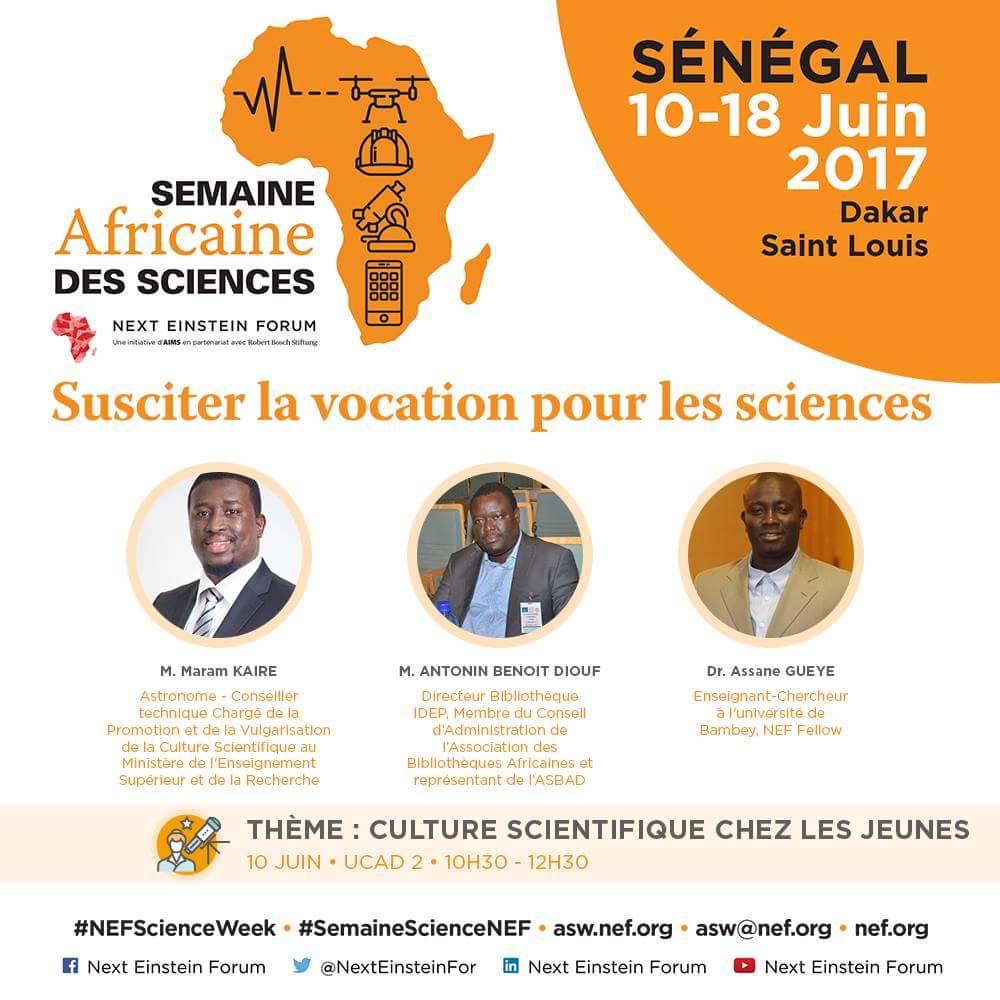 SÉNÉGAL
10-18 Juin
2017
Dakar
Saint Louis
SEMAINE
Africaine
DES SCIENCES
NEXT EINSTEIN FORUM
Une initiative d'AIMS en partenariat avec Robert Bosch Stiftung
Susciter la vocation pour les sciences
M. Maram KAIRE
Astronome - Conseiller
technique Chargé de la
Promotion et de la Vulgarisation
de la Culture Scientifique au
Ministère de l'Enseignement
Supérieur et de la Recherche
M. ANTONIN BENOIT DIOUF
Directeur Bibliothèque
IDEP, Membre du Conseil
d'Administration de
l'Association des
Bibliothèques Africaines et
représentant de l'ASBAD
Dr. Assane GUEYE
Enseignant-Chercheur
à l'université de
Bambey, NEF Fellow
THÈME : CULTURE SCIENTIFIQUE CHEZ LES JEUNES
10 JUIN • UCAD 2 • 10H30 - 12H30
#NEFScienceWeek • #SemaineScienceNEF • asw.nef.org • asw@nef.org • nef.org
Next Einstein Forum @NextEinsteinFor Next Einstein Forum Next Einstein Forum